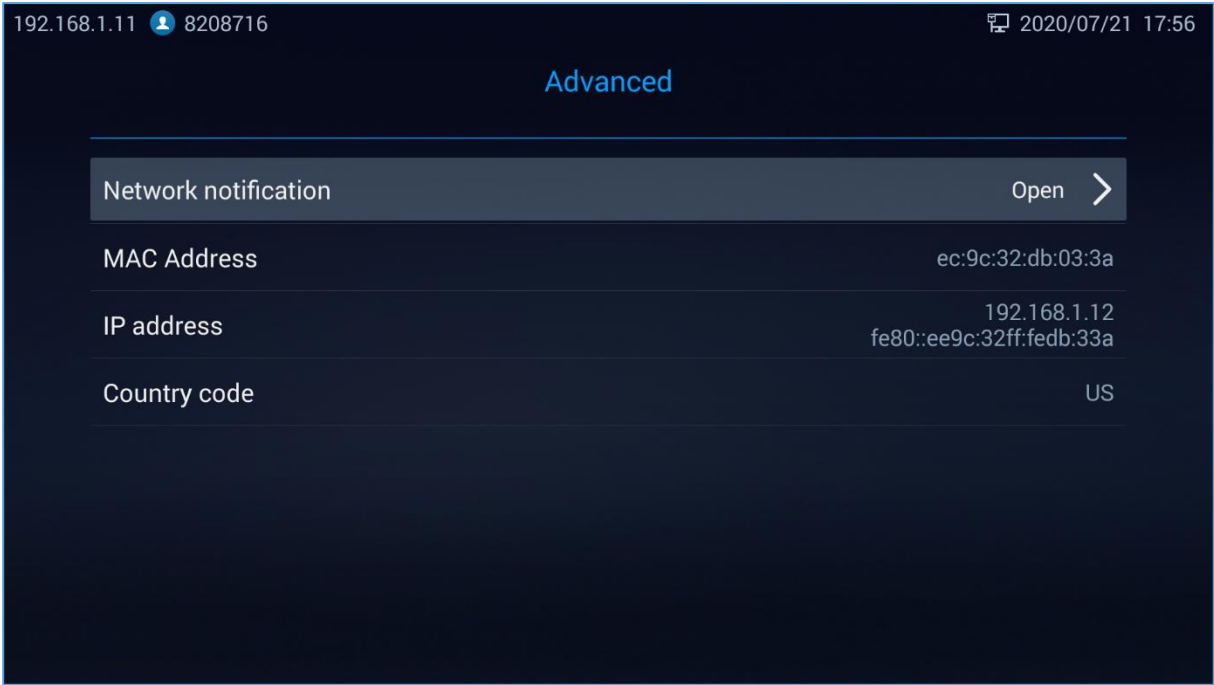 192.168.1.11 8208716 2020/07/21 17:56
Advanced
Network notification Open
MAC Address ec:9c:32:db:03:3a
IP address 192.168.1.12
fe80::ee9c:32ff:fedb:33a
Country code US